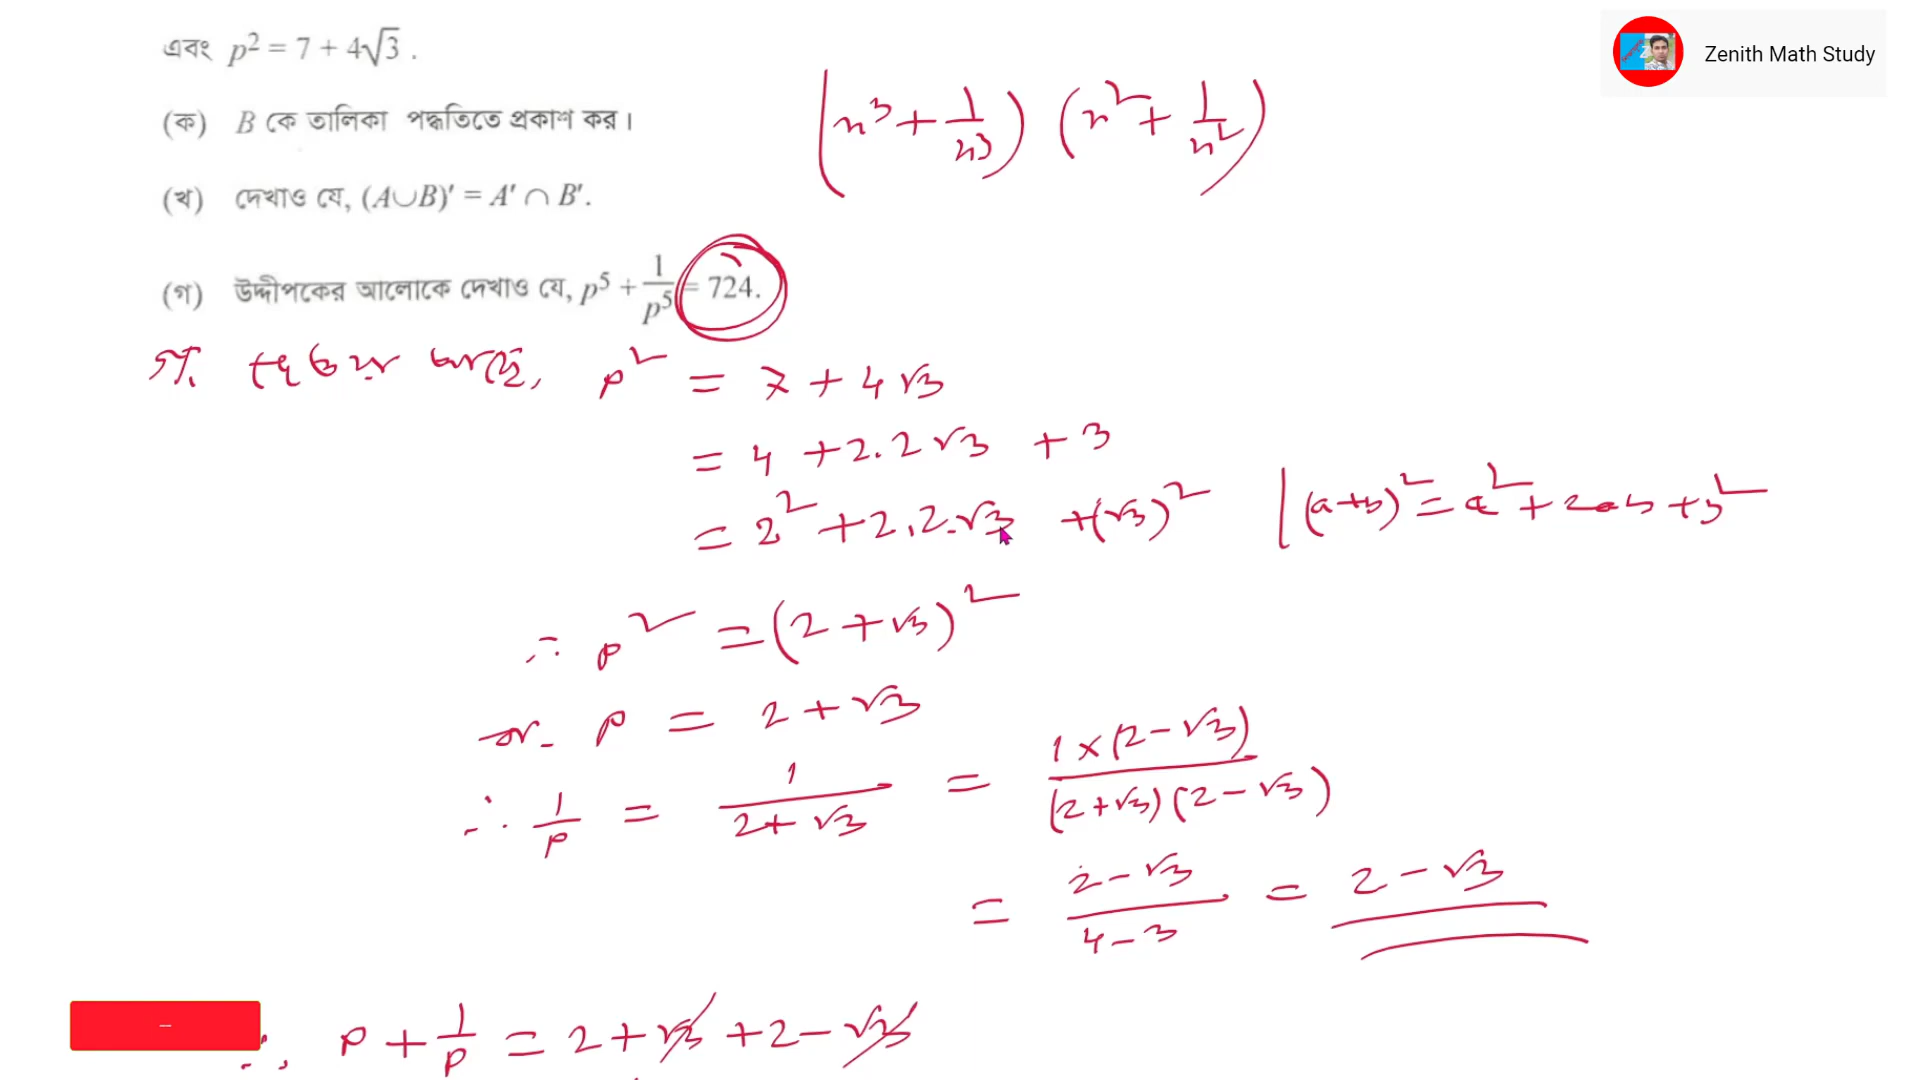 এবং p² = 7 + 4√3 .
Zenith Math Study
(x³ + 1/x³) (x² + 1/x²)
(ক) B কে তালিকা পদ্ধতিতে প্রকাশ কর।
(খ) দেখাও যে, (A∪B)′ = A′ ∩ B′.
(গ) উদ্দীপকের আলোকে দেখাও যে, p⁵ + 1/p⁵ = 724.
গ. দেওয়া আছে, p² = 7 + 4√3
= 4 + 2.2√3 + 3
= 2² + 2.2.√3 + (√3)² | (a+b)² = a² + 2ab + b²
∴ p² = (2 + √3)²
or. p = 2 + √3
∴ 1/p = 1/(2 + √3) = 1 × (2 - √3)/(2 + √3)(2 - √3)
= (2 - √3)/(4 - 3) = 2 - √3
∴ p + 1/p = 2 + √3 + 2 - √3